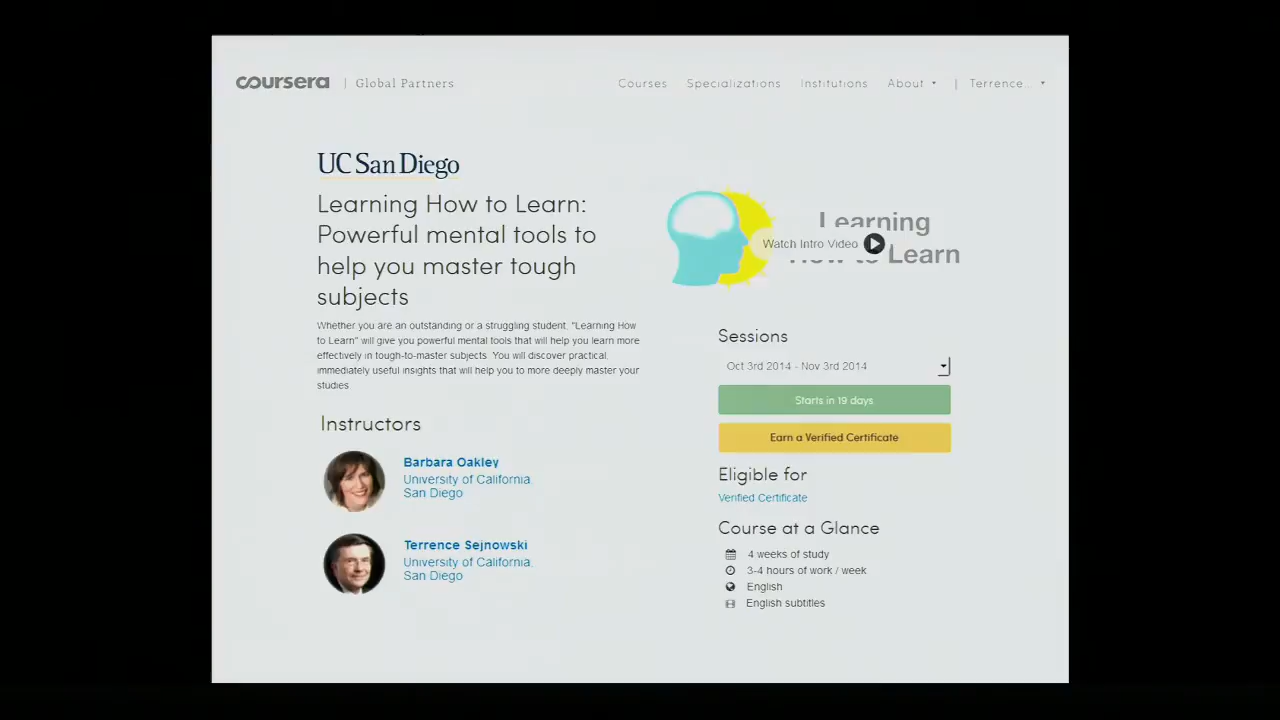 coursera | Global Partners
Courses Specializations Institutions About | Terrence...
UC San Diego
Learning How to Learn:
Powerful mental tools to
help you master tough
subjects
Whether you are an outstanding or a struggling student, "Learning How
to Learn" will give you powerful mental tools that will help you learn more
effectively in tough-to-master subjects. You will discover practical,
immediately useful insights that will help you to more deeply master your
studies.
Instructors
Barbara Oakley
University of California,
San Diego
Terrence Sejnowski
University of California,
San Diego
Learning
Watch Intro Video
How to Learn
Sessions
Oct 3rd 2014 - Nov 3rd 2014
Starts in 19 days
Earn a Verified Certificate
Eligible for
Verified Certificate
Course at a Glance
4 weeks of study
3-4 hours of work / week
English
English subtitles